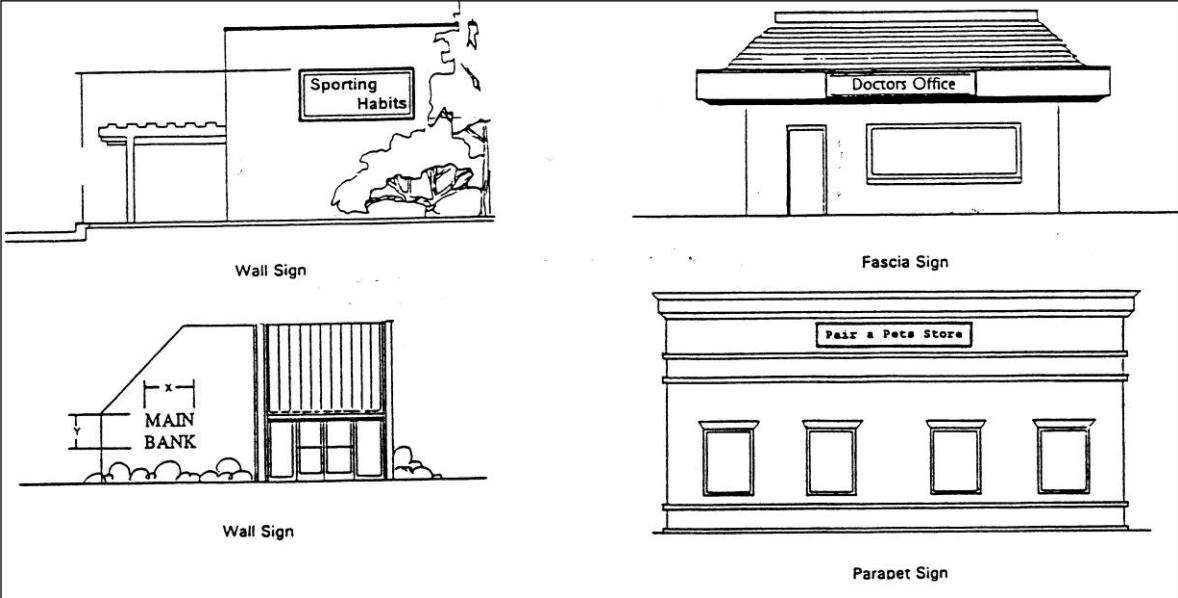 Sporting
Habits
Wall Sign
Doctors Office
Fascia Sign
X
Y
MAIN
BANK
Wall Sign
Pair a Pets Store
Parapet Sign